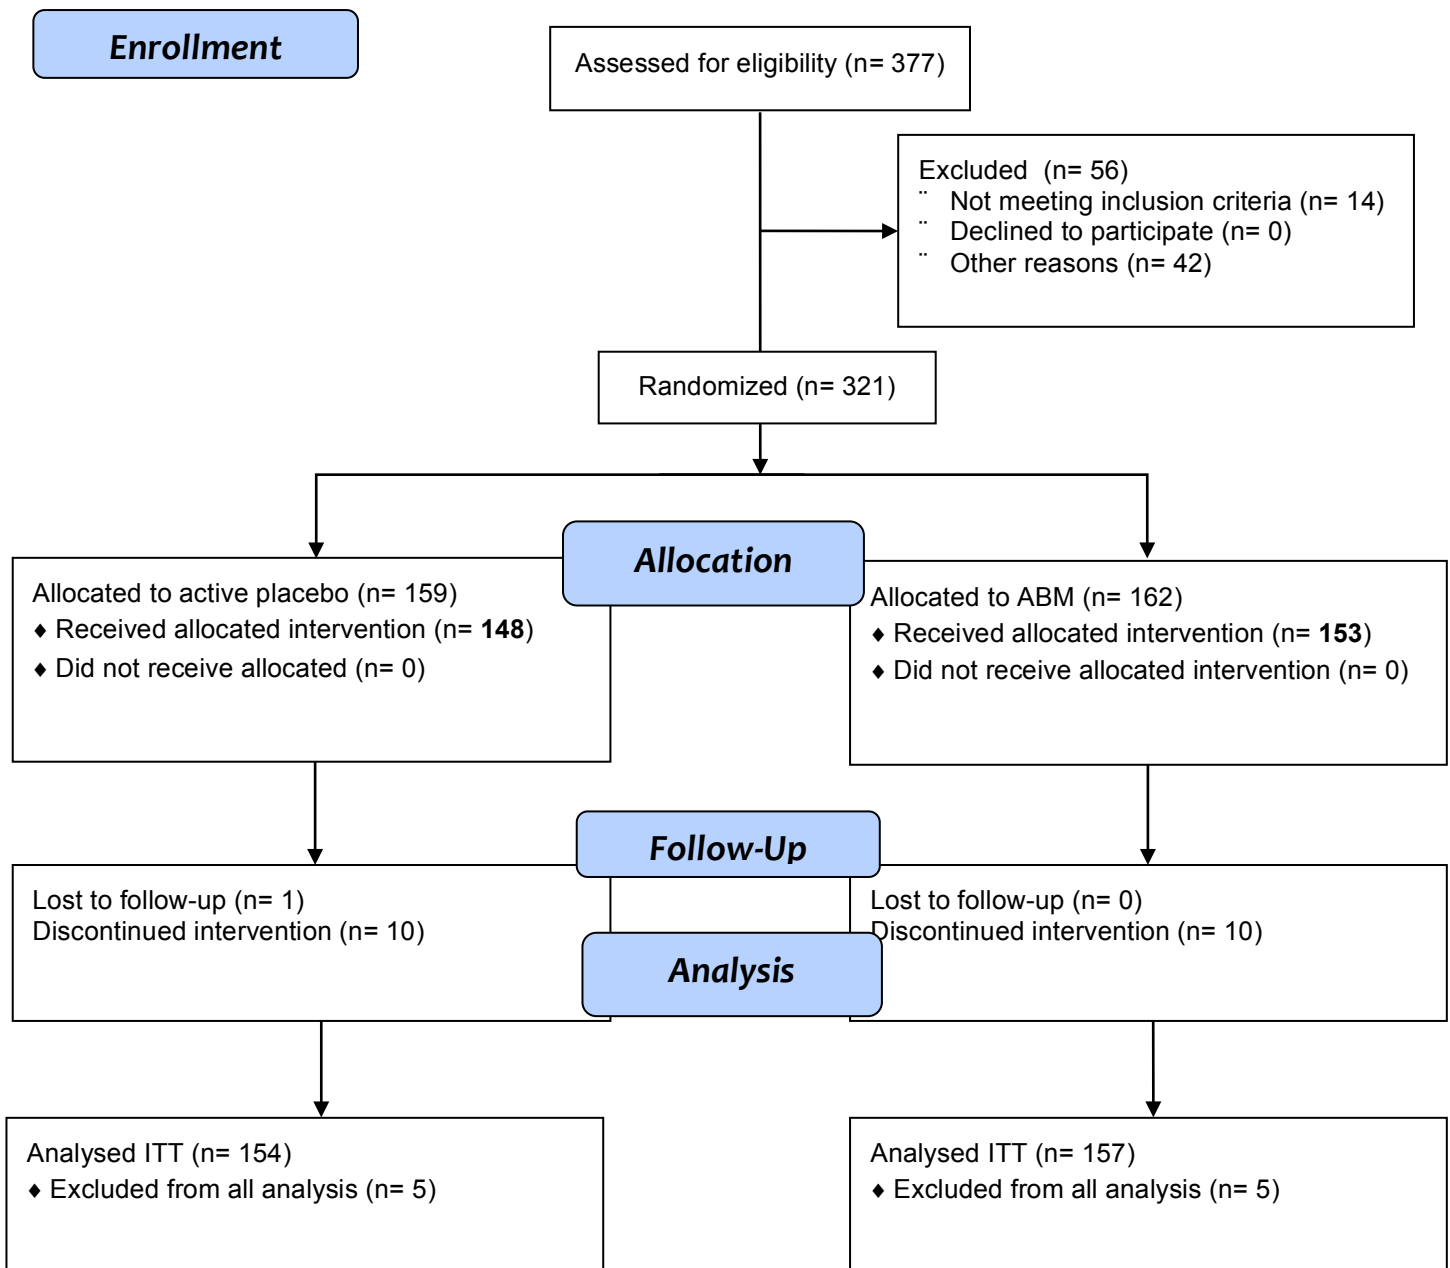 Enrollment
Assessed for eligibility (n= 377)
Excluded (n= 56)
¨ Not meeting inclusion criteria (n= 14)
¨ Declined to participate (n= 0)
¨ Other reasons (n= 42)
Randomized (n= 321)
Allocation
Allocated to active placebo (n= 159)
♦ Received allocated intervention (n= 148)
♦ Did not receive allocated (n= 0)
Allocated to ABM (n= 162)
♦ Received allocated intervention (n= 153)
♦ Did not receive allocated intervention (n= 0)
Follow-Up
Lost to follow-up (n= 1)
Discontinued intervention (n= 10)
Lost to follow-up (n= 0)
Discontinued intervention (n= 10)
Analysis
Analysed ITT (n= 154)
♦ Excluded from all analysis (n= 5)
Analysed ITT (n= 157)
♦ Excluded from all analysis (n= 5)